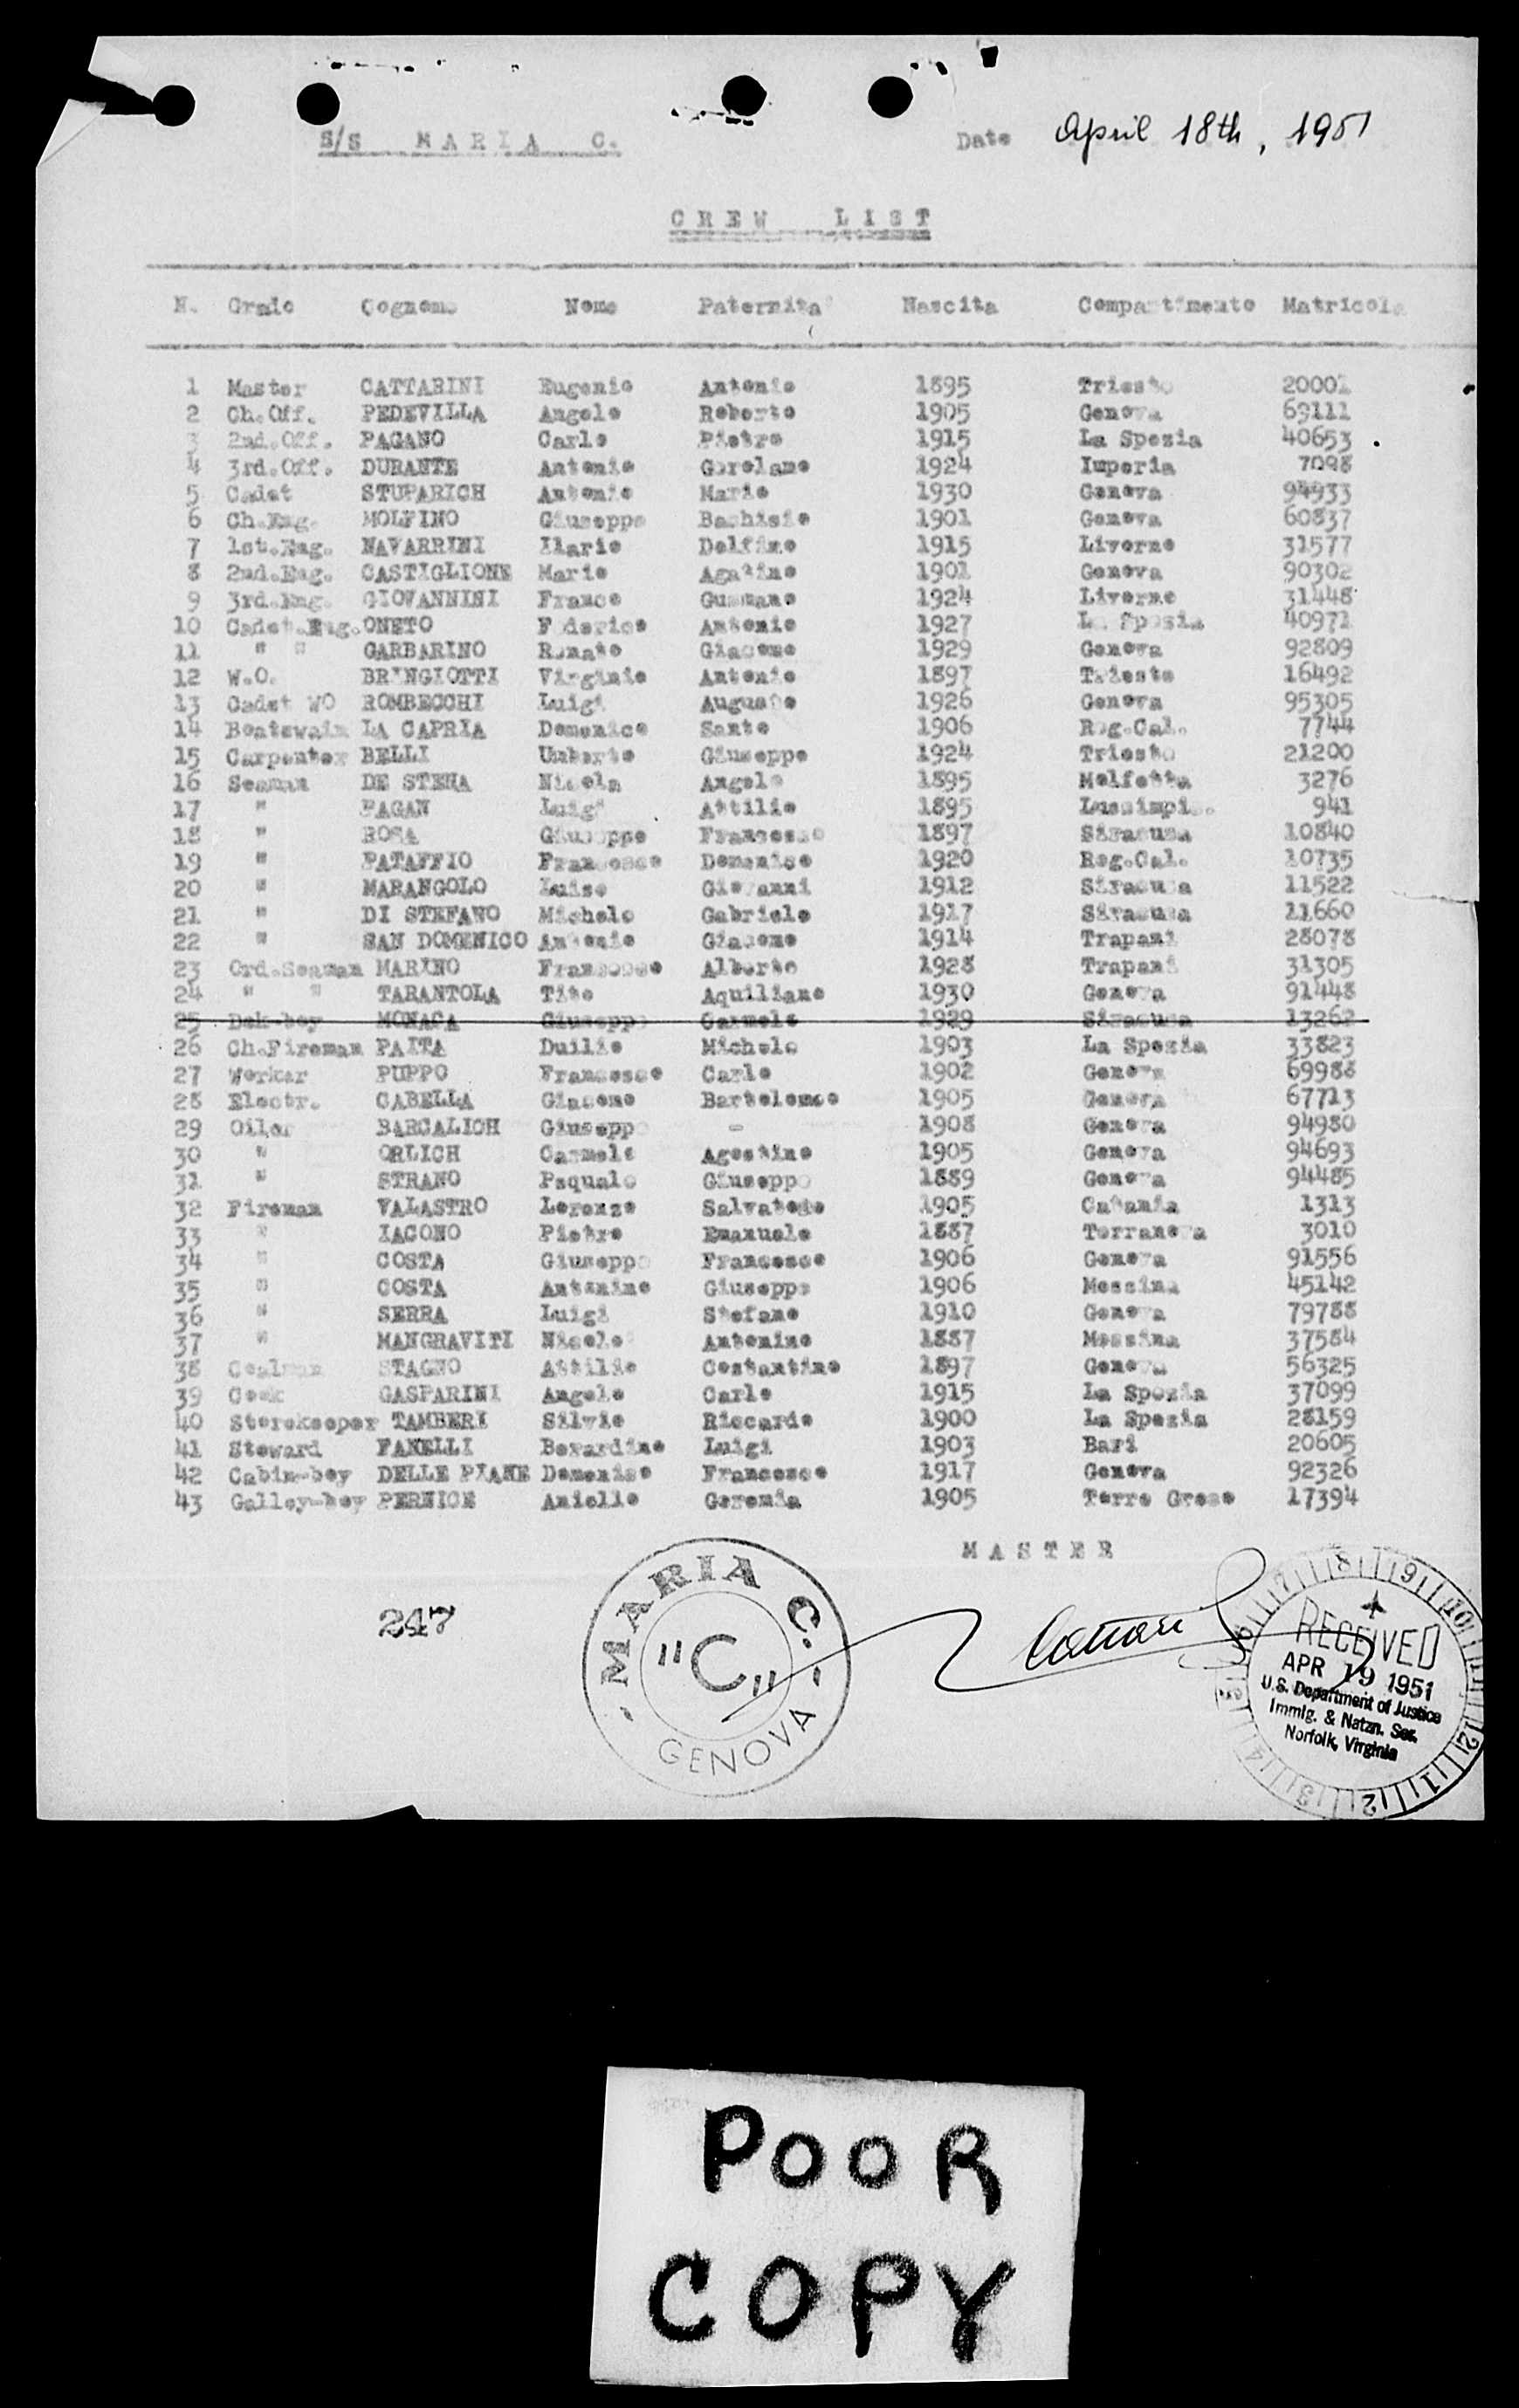 S/S MARIA C. Date April 18th, 1951
CREW LIST
N. Grado Cognome Nome Paternita' Nascita Compartimento Matricola
1 Master CATTARINI Eugenio Antonio 1895 Trieste 20001
2 Ch.Off. PEDEVILLA Angelo Roberto 1905 Genova 69111
3 2nd.Off. PAGANO Carlo Pietro 1915 La Spezia 40653
4 3rd.Off. DURANTE Antonio Gerolamo 1924 Imperia 7098
5 Cadet STUPARICH Antonio Mario 1930 Genova 94933
6 Ch.Eng. MOLFINO Giuseppe Bachisio 1901 Genova 60837
7 1st.Eng. NAVARRINI Ilario Delfino 1915 Livorno 31577
8 2nd.Eng. CASTIGLIONE Mario Agatino 1901 Genova 90302
9 3rd.Eng. GIOVANNINI Franco Gusmano 1924 Livorno 31448
10 Cadet.Eng. ONETO Federico Antonio 1927 La Spezia 40971
11 " " GARBARINO Renato Giacomo 1929 Genova 92809
12 W.O. BRINGIOTTI Virginio Antonio 1897 Trieste 16492
13 Cadet WO ROMBECCHI Luigi Augusto 1926 Genova 95305
14 Boatswain LA CAPRIA Domenico Sante 1906 Reg.Cal. 7744
15 Carpenter BELLI Umberto Giuseppe 1924 Trieste 21200
16 Seaman DE STENA Nicola Angelo 1895 Molfetta 3276
17 " PAGAN Luigi Attilio 1895 Lussinpi. 941
18 " ROSA Giuseppe Francesco 1897 Siracusa 10840
19 " PATAFFIO Francesco Domenico 1920 Reg.Cal. 10735
20 " MARANGOLO Luiso Giovanni 1912 Siracusa 11522
21 " DI STEFANO Michele Gabriele 1917 Siracusa 11660
22 " SAN DOMENICO Antonio Giacomo 1914 Trapani 28078
23 Ord.Seaman MARINO Francesco Alberto 1928 Trapani 31305
24 " " TARANTOLA Tito Aquiliano 1930 Genova 91448
25 Dek-boy MONACA Giuseppe Carmelo 1929 Siracusa 13262
26 Ch.Fireman PAITA Duilio Michele 1903 La Spezia 33823
27 Worker PUPPO Francesco Carlo 1902 Genova 69988
28 Electr. CABELLA Giacomo Bartolomeo 1905 Genova 67713
29 Oiler BARCALICH Giuseppe - 1908 Genova 94980
30 " ORLICH Carmelo Agostino 1905 Genova 94693
31 " STRANO Psquale Giuseppe 1889 Genova 94485
32 Fireman VALASTRO Lorenzo Salvatore 1905 Catania 1313
33 " IACONO Pietro Emanuele 1887 Terranova 3010
34 " COSTA Giuseppe Francesco 1906 Genova 91556
35 " COSTA Antonino Giuseppe 1906 Messina 45142
36 " SERRA Luigi Stefano 1910 Genova 79788
37 " MANGRAVITI Nicolo' Antonino 1887 Messina 37584
38 Coalman STAGNO Attilio Costantino 1897 Genova 56325
39 Cook GASPARINI Angelo Carlo 1915 La Spezia 37099
40 Storekeeper TAMBERI Silvio Riccardo 1900 La Spezia 28159
41 Steward FANELLI Berardino Luigi 1903 Bari 20605
42 Cabin-boy DELLE PIANE Domenico Francesco 1917 Genova 92326
43 Galley-boy PERNICE Aniello Geremia 1905 Torre Greco 17394
MASTER
247
MARIA C.
"C"
GENOVA
RECEIVED
APR 19 1951
U.S. Department of Justice
Immig. & Natzn. Ser.
Norfolk, Virginia
POOR
COPY